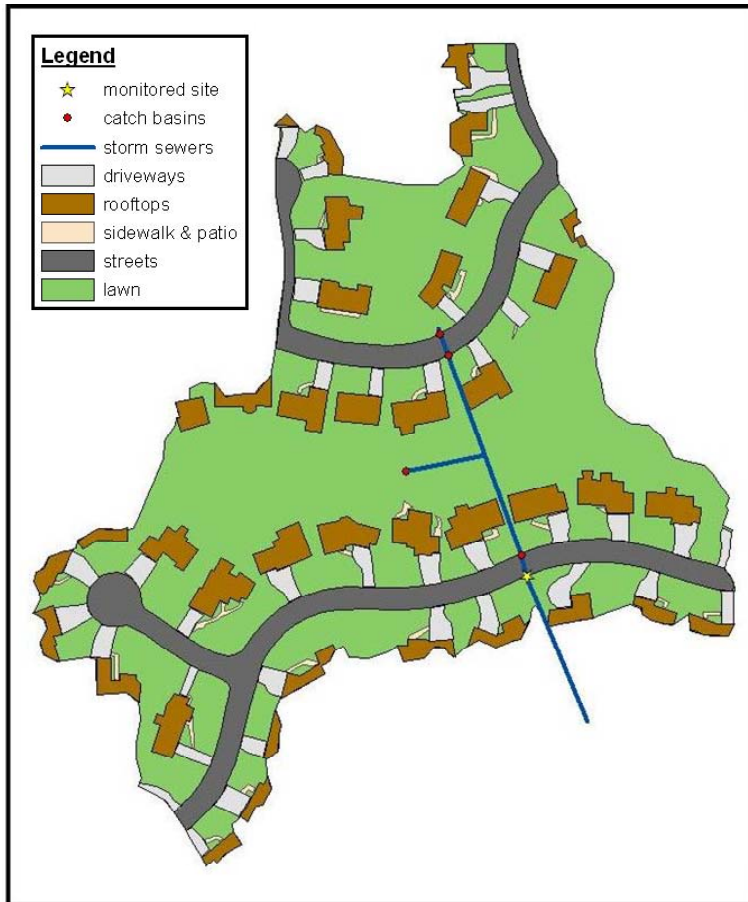 Legend
monitored site
catch basins
storm sewers
driveways
rooftops
sidewalk & patio
streets
lawn